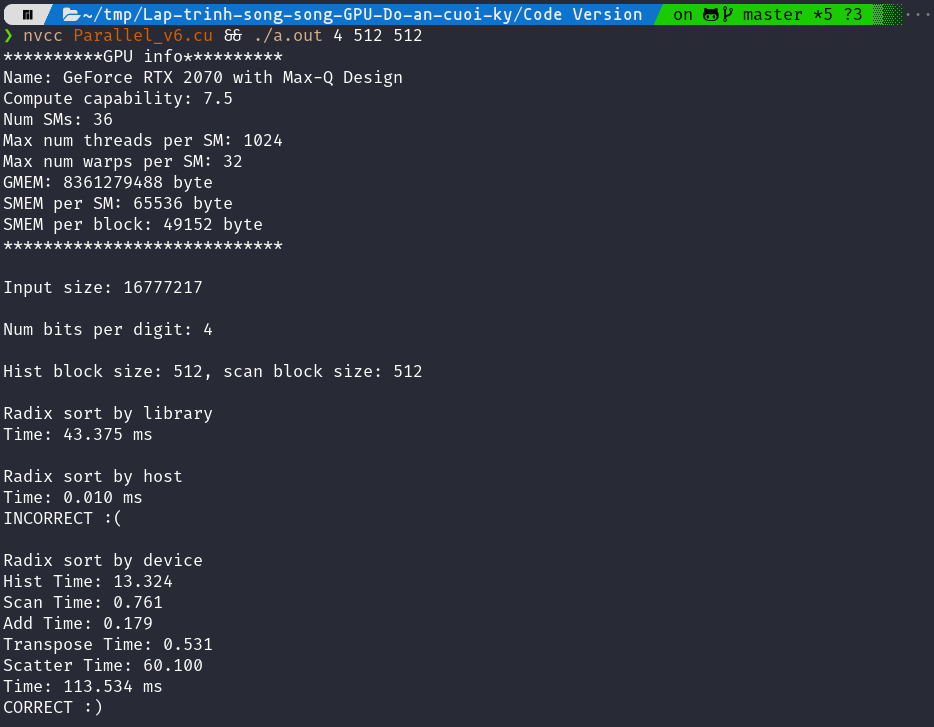 ~/tmp/Lap-trinh-song-song-GPU-Do-an-cuoi-ky/Code Version on master *5 ?3 ···
❯ nvcc Parallel_v6.cu && ./a.out 4 512 512
**********GPU info**********
Name: GeForce RTX 2070 with Max-Q Design
Compute capability: 7.5
Num SMs: 36
Max num threads per SM: 1024
Max num warps per SM: 32
GMEM: 8361279488 byte
SMEM per SM: 65536 byte
SMEM per block: 49152 byte
****************************
Input size: 16777217
Num bits per digit: 4
Hist block size: 512, scan block size: 512
Radix sort by library
Time: 43.375 ms
Radix sort by host
Time: 0.010 ms
INCORRECT :(
Radix sort by device
Hist Time: 13.324
Scan Time: 0.761
Add Time: 0.179
Transpose Time: 0.531
Scatter Time: 60.100
Time: 113.534 ms
CORRECT :)